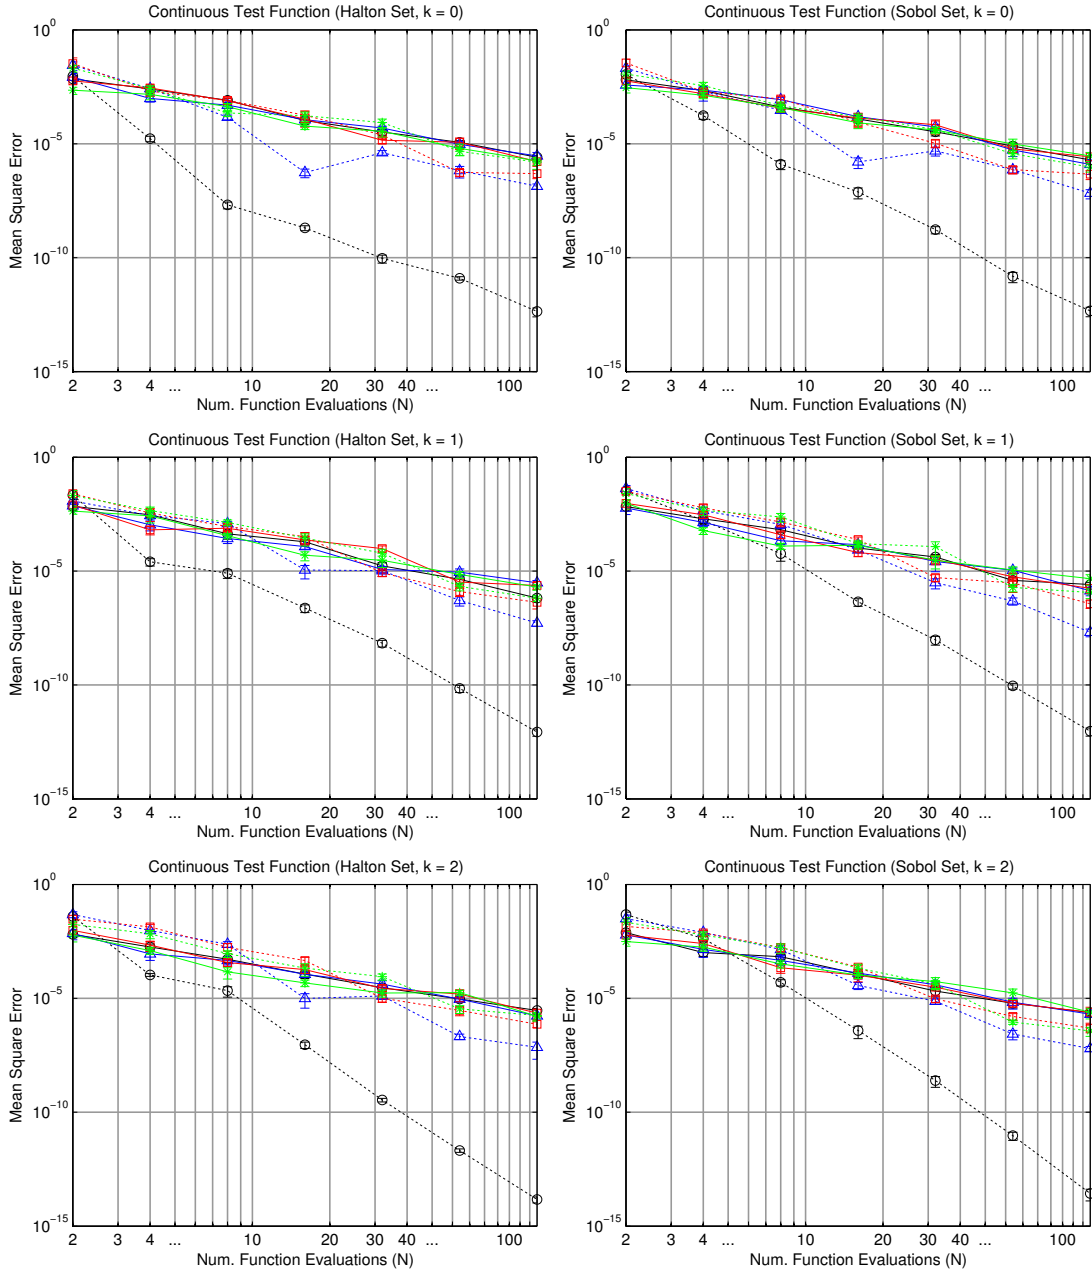 Continuous Test Function (Halton Set, k = 0)
10^0
10^−5
10^−10
10^−15
Mean Square Error
2 3 4 ... 10 20 30 40 ... 100
Num. Function Evaluations (N)
Continuous Test Function (Sobol Set, k = 0)
10^0
10^−5
10^−10
10^−15
Mean Square Error
2 3 4 ... 10 20 30 40 ... 100
Num. Function Evaluations (N)
Continuous Test Function (Halton Set, k = 1)
10^0
10^−5
10^−10
10^−15
Mean Square Error
2 3 4 ... 10 20 30 40 ... 100
Num. Function Evaluations (N)
Continuous Test Function (Sobol Set, k = 1)
10^0
10^−5
10^−10
10^−15
Mean Square Error
2 3 4 ... 10 20 30 40 ... 100
Num. Function Evaluations (N)
Continuous Test Function (Halton Set, k = 2)
10^0
10^−5
10^−10
10^−15
Mean Square Error
2 3 4 ... 10 20 30 40 ... 100
Num. Function Evaluations (N)
Continuous Test Function (Sobol Set, k = 2)
10^0
10^−5
10^−10
10^−15
Mean Square Error
2 3 4 ... 10 20 30 40 ... 100
Num. Function Evaluations (N)